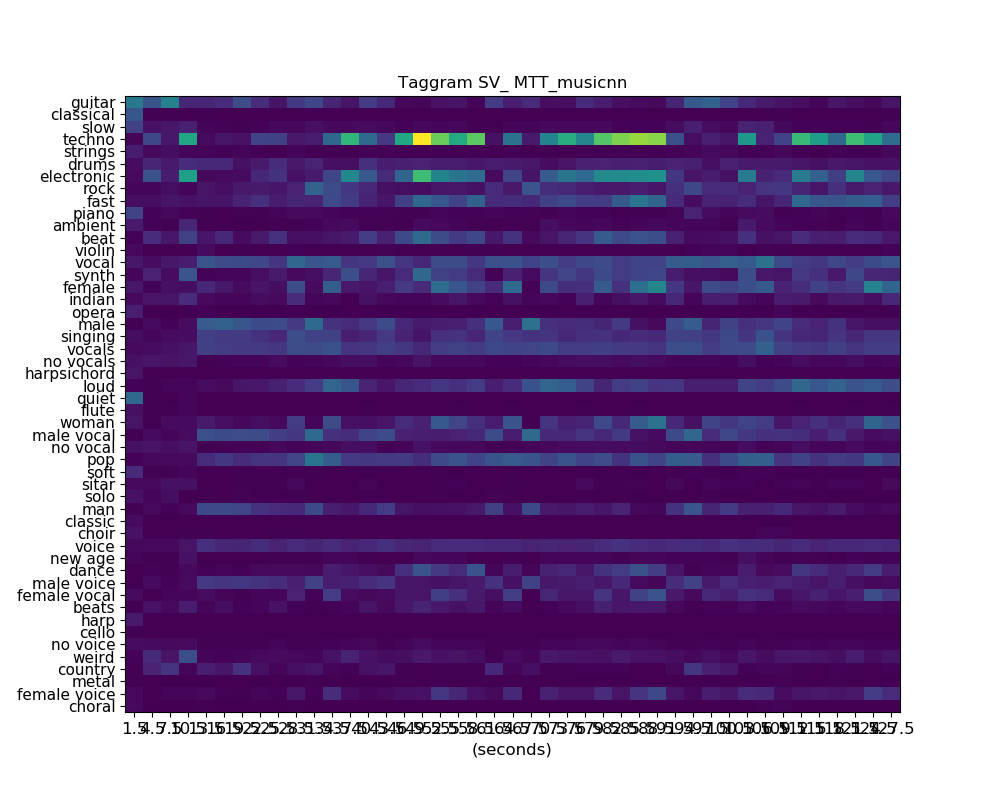 Taggram SV_ MTT_musicnn
guitar
classical
slow
techno
strings
drums
electronic
rock
fast
piano
ambient
beat
violin
vocal
synth
female
indian
opera
male
singing
vocals
no vocals
harpsichord
loud
quiet
flute
woman
male vocal
no vocal
pop
soft
sitar
solo
man
classic
choir
voice
new age
dance
male voice
female vocal
beats
harp
cello
no voice
weird
country
metal
female voice
choral
(seconds)